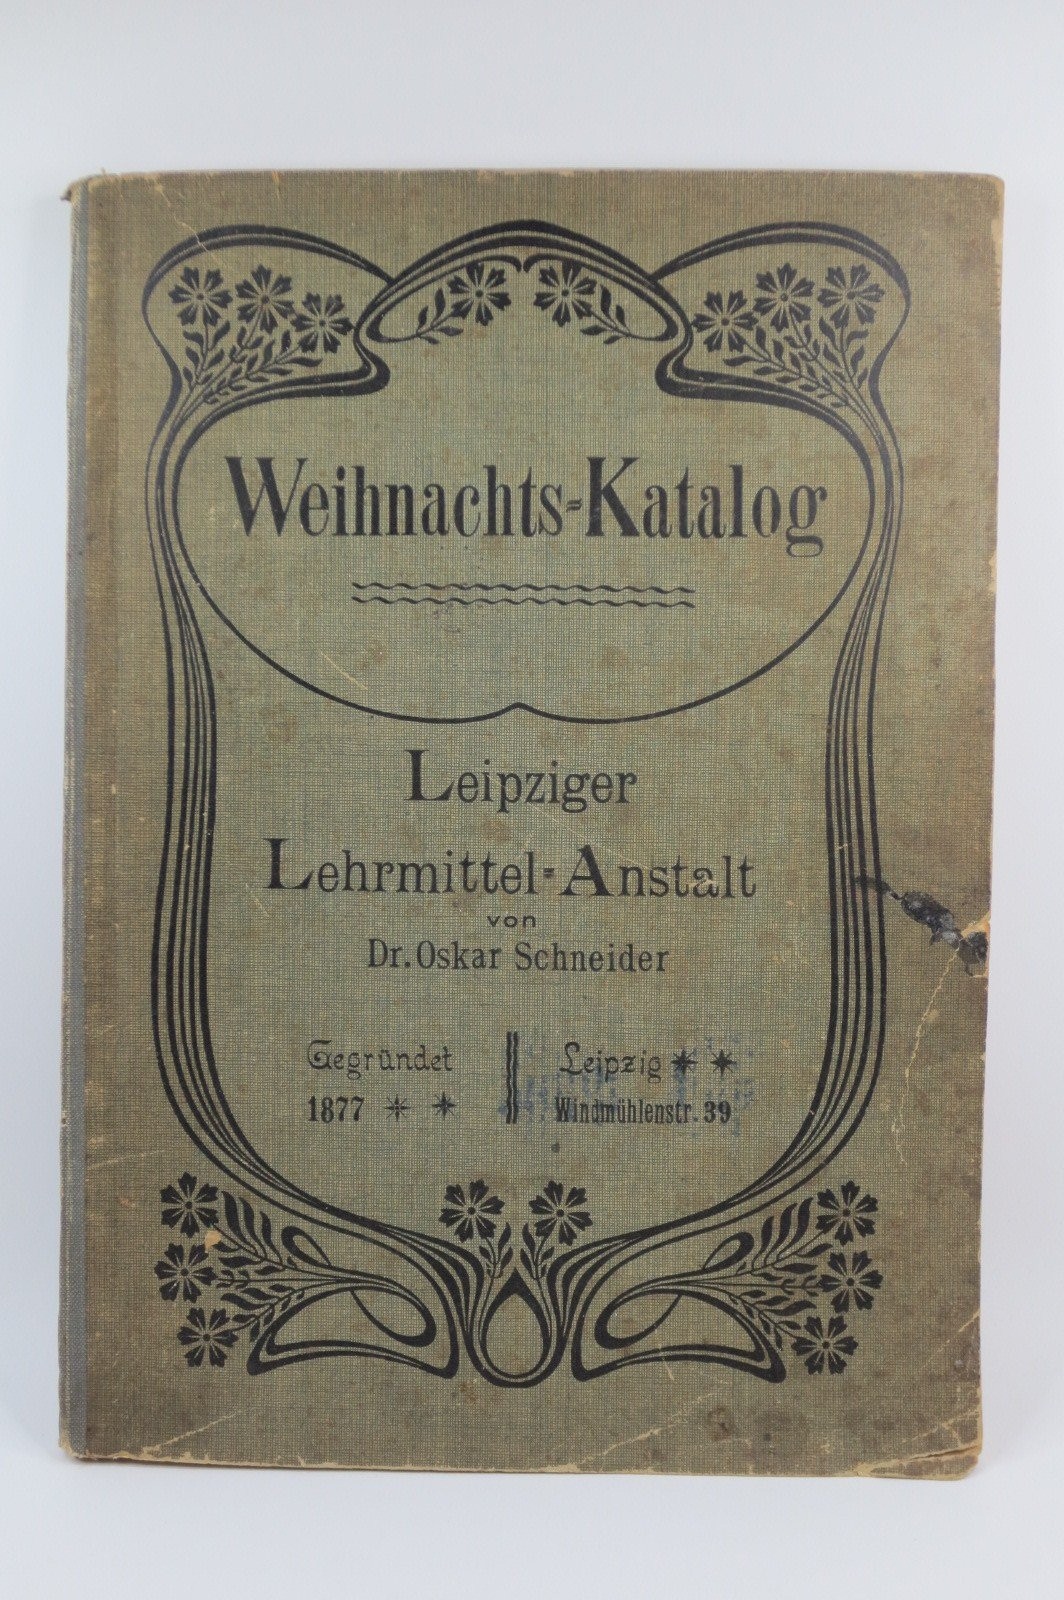 Weihnachts=Katalog
Leipziger
Lehrmittel=Anstalt
von
Dr. Oskar Schneider
Gegründet
1877
Leipzig
Windmühlenstr. 39